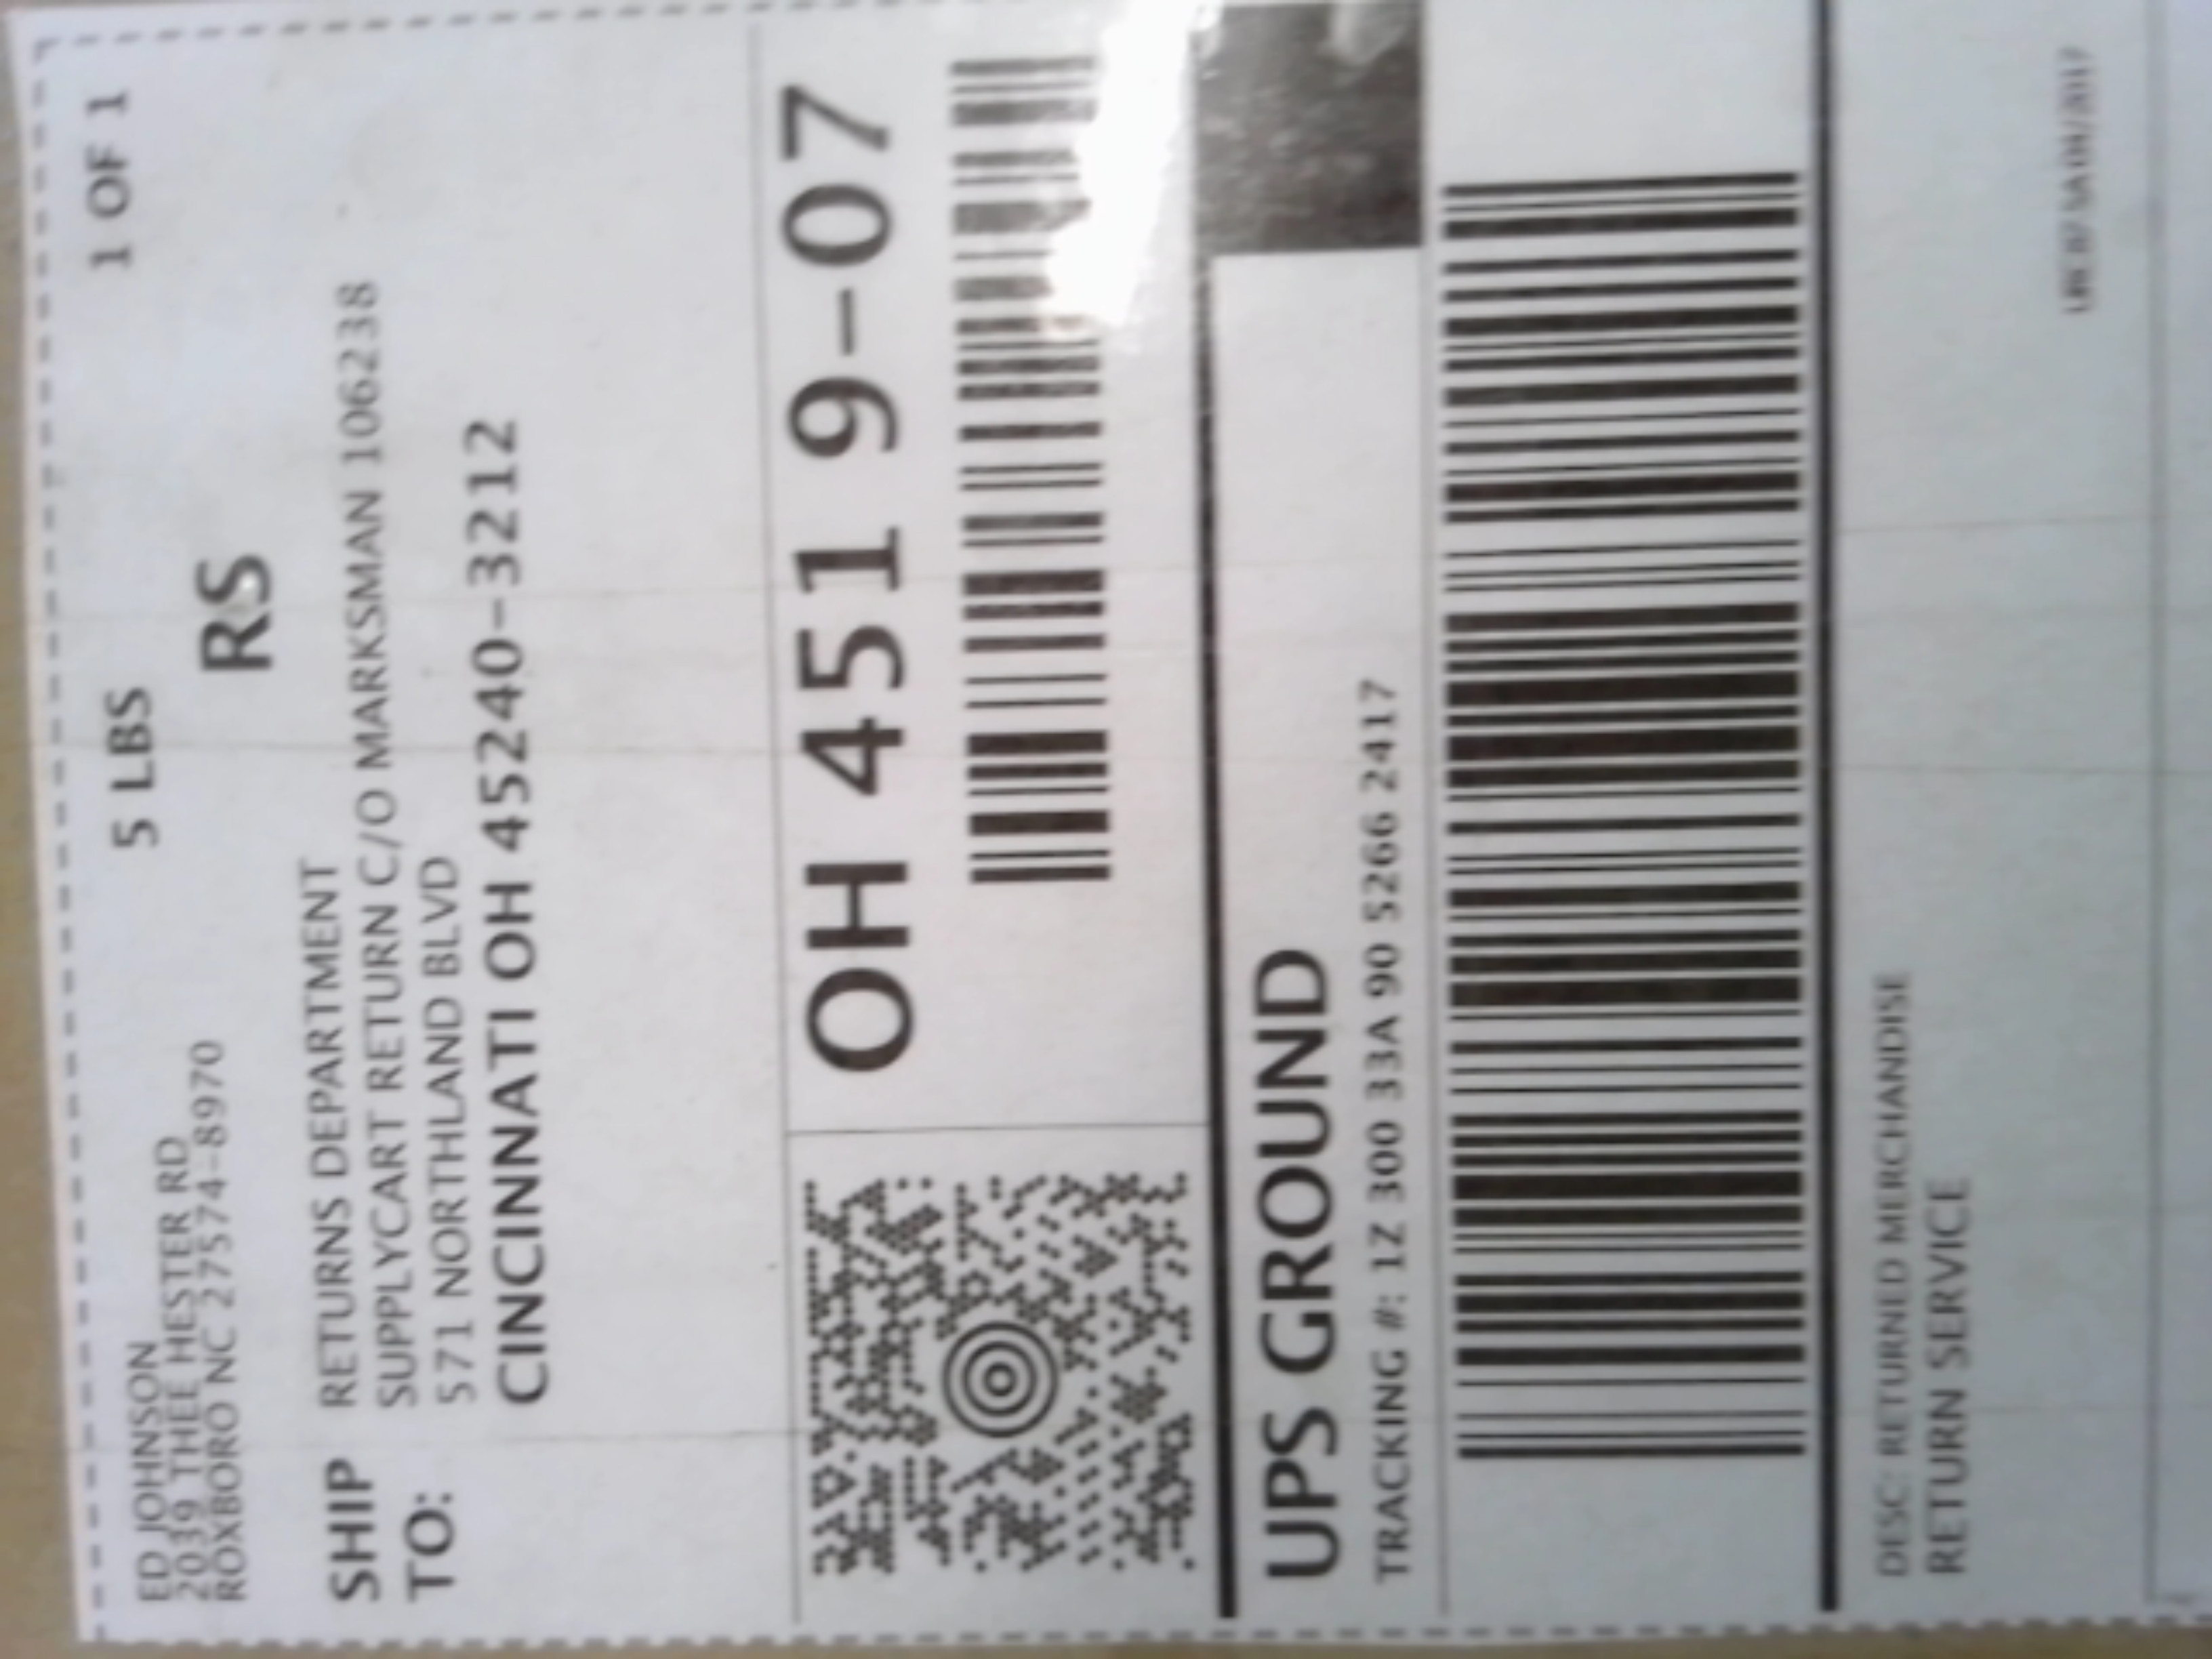 ED JOHNSON
2039 THEE HESTER RD
ROXBORO NC 27574-8970
5 LBS
1 OF 1
RS
SHIP TO:
RETURNS DEPARTMENT
SUPPLYCART RETURN C/O MARKSMAN 106238
571 NORTHLAND BLVD
CINCINNATI OH 45240-3212
OH 451 9-07
UPS GROUND
TRACKING #: 1Z 300 33A 90 5266 2417
DESC: RETURNED MERCHANDISE
RETURN SERVICE